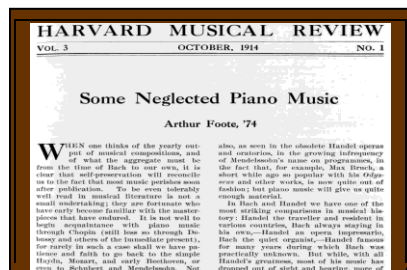 HARVARD MUSICAL REVIEW
VOL. 3 OCTOBER, 1914 No. 1
Some Neglected Piano Music
Arthur Foote, '74
WHEN one thinks of the yearly out-
put of musical compositions, and
of what the aggregate must be
from the time of Bach to our own, it is
clear that self-preservation will reconcile
us to the fact that most music perishes soon
after publication. To be even tolerably
well read in musical literature is not a
small undertaking; they are fortunate who
have early become familiar with the master-
pieces that have endured. It is not well to
begin acquaintance with piano music
through Chopin (still less so through De-
bussy and others of the immediate present),
for rarely in such a case shall we have pa-
tience and faith to go back to the simple
Haydn, Mozart, and early Beethoven, or
even to Schubert and Mendelssohn. Not
also, as seen in the obsolete Handel operas
and oratorios, in the growing infrequency
of Mendelssohn's name on programmes, in
the fact that, for example, Max Bruch, a
short while ago so popular with his Odys-
seus and other works, is now quite out of
fashion; but piano music will give us quite
enough material.
In Bach and Handel we have one of the
most striking comparisons in musical his-
tory: Handel the traveller and resident in
various countries, Bach always staying in
his own,—Handel an opera impressario,
Bach the quiet organist,—Handel famous
for many years during which Bach was
practically unknown. But while, with all
Handel's greatness, most of his music has
dropped out of sight and hearing, more of